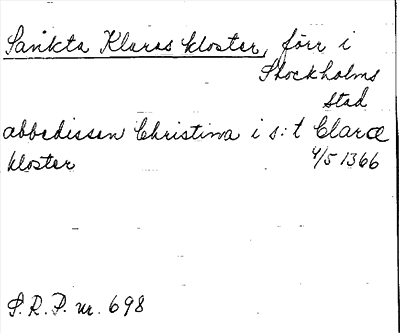 Sankta Klaras kloster, förr i
Stockholms
stad
abbedissan Christina i s:t Claræ
kloster 4/5 1366
S.R.P. nr. 698